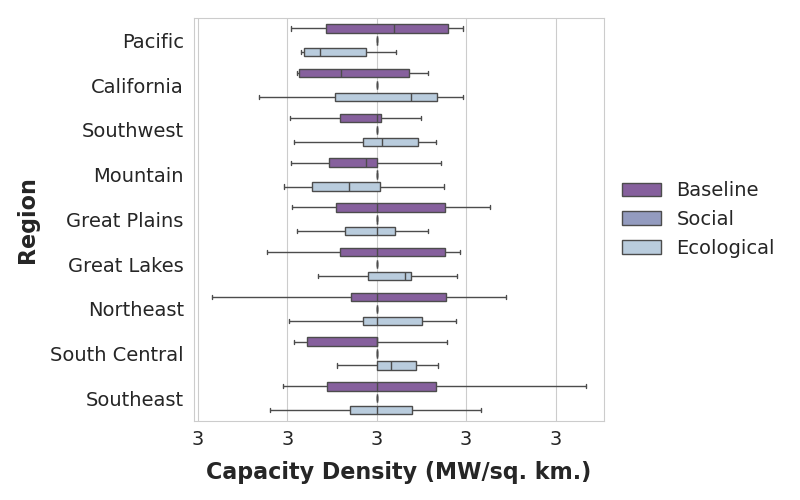 Pacific
California
Southwest
Mountain
Great Plains
Great Lakes
Northeast
South Central
Southeast
Region
3 3 3 3 3
Capacity Density (MW/sq. km.)
Baseline
Social
Ecological